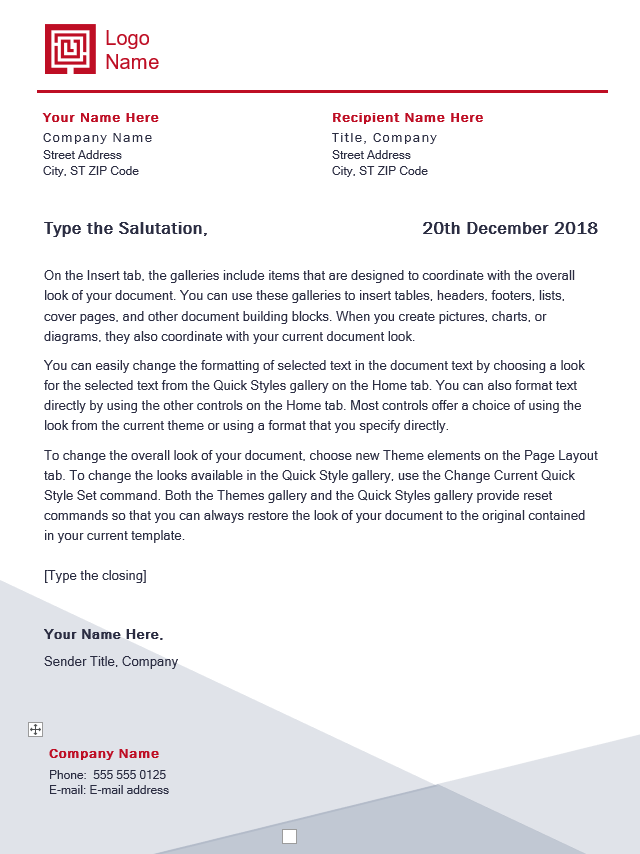 Logo
Name
Your Name Here
Company Name
Street Address
City, ST ZIP Code
Recipient Name Here
Title, Company
Street Address
City, ST ZIP Code
Type the Salutation,
20th December 2018
On the Insert tab, the galleries include items that are designed to coordinate with the overall
look of your document. You can use these galleries to insert tables, headers, footers, lists,
cover pages, and other document building blocks. When you create pictures, charts, or
diagrams, they also coordinate with your current document look.
You can easily change the formatting of selected text in the document text by choosing a look
for the selected text from the Quick Styles gallery on the Home tab. You can also format text
directly by using the other controls on the Home tab. Most controls offer a choice of using the
look from the current theme or using a format that you specify directly.
To change the overall look of your document, choose new Theme elements on the Page Layout
tab. To change the looks available in the Quick Style gallery, use the Change Current Quick
Style Set command. Both the Themes gallery and the Quick Styles gallery provide reset
commands so that you can always restore the look of your document to the original contained
in your current template.
[Type the closing]
Your Name Here.
Sender Title, Company
Company Name
Phone: 555 555 0125
E-mail: E-mail address